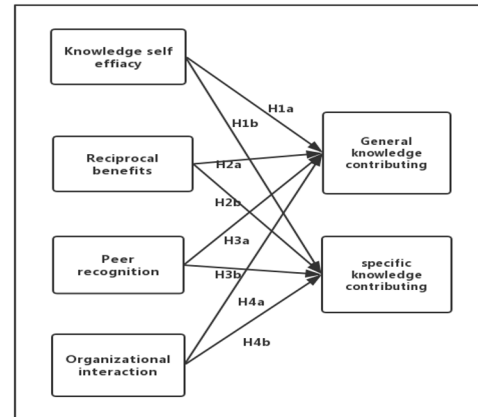 Knowledge self
effiacy
H1a
H1b
General
knowledge
contributing
Reciprocal
benefits
H2a
H2b
Peer
recognition
H3a
H3b
specific
knowledge
contributing
H4a
Organizational
interaction
H4b